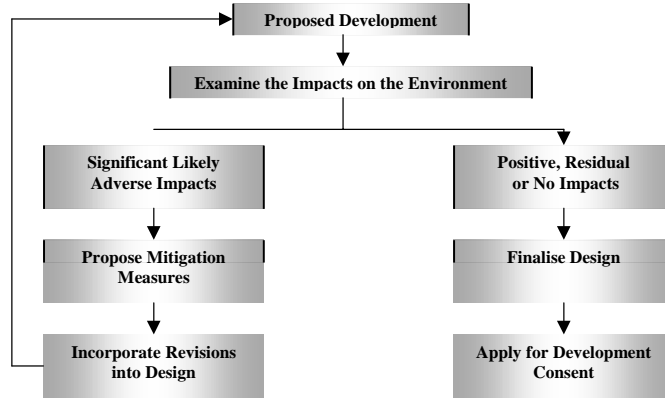 Proposed Development
Examine the Impacts on the Environment
Significant Likely
Adverse Impacts
Positive, Residual
or No Impacts
Propose Mitigation
Measures
Finalise Design
Incorporate Revisions
into Design
Apply for Development
Consent